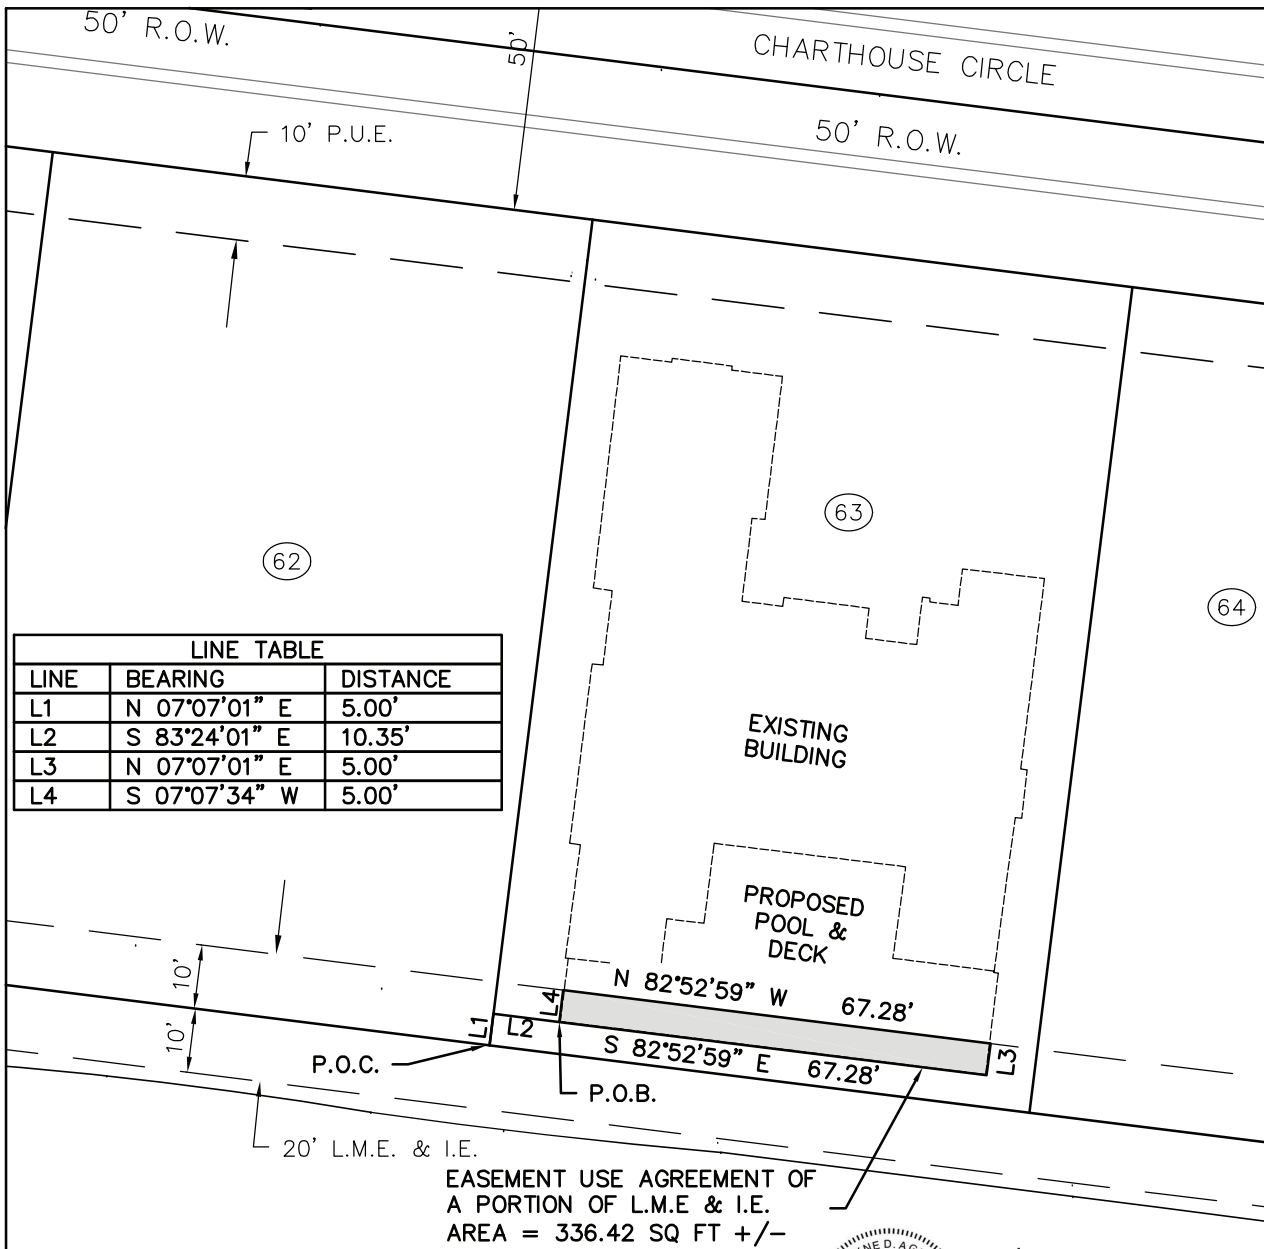 50' R.O.W.
50'
CHARTHOUSE CIRCLE
10' P.U.E.
50' R.O.W.
63
62
64
LINE TABLE
LINE BEARING DISTANCE
L1 N 07°07'01" E 5.00'
L2 S 83°24'01" E 10.35'
L3 N 07°07'01" E 5.00'
L4 S 07°07'34" W 5.00'
EXISTING
BUILDING
PROPOSED
POOL &
DECK
10'
N 82°52'59" W 67.28'
L4
L1
L2
10'
S 82°52'59" E 67.28'
L3
P.O.C.
P.O.B.
20' L.M.E. & I.E.
EASEMENT USE AGREEMENT OF
A PORTION OF L.M.E & I.E.
AREA = 336.42 SQ FT +/-